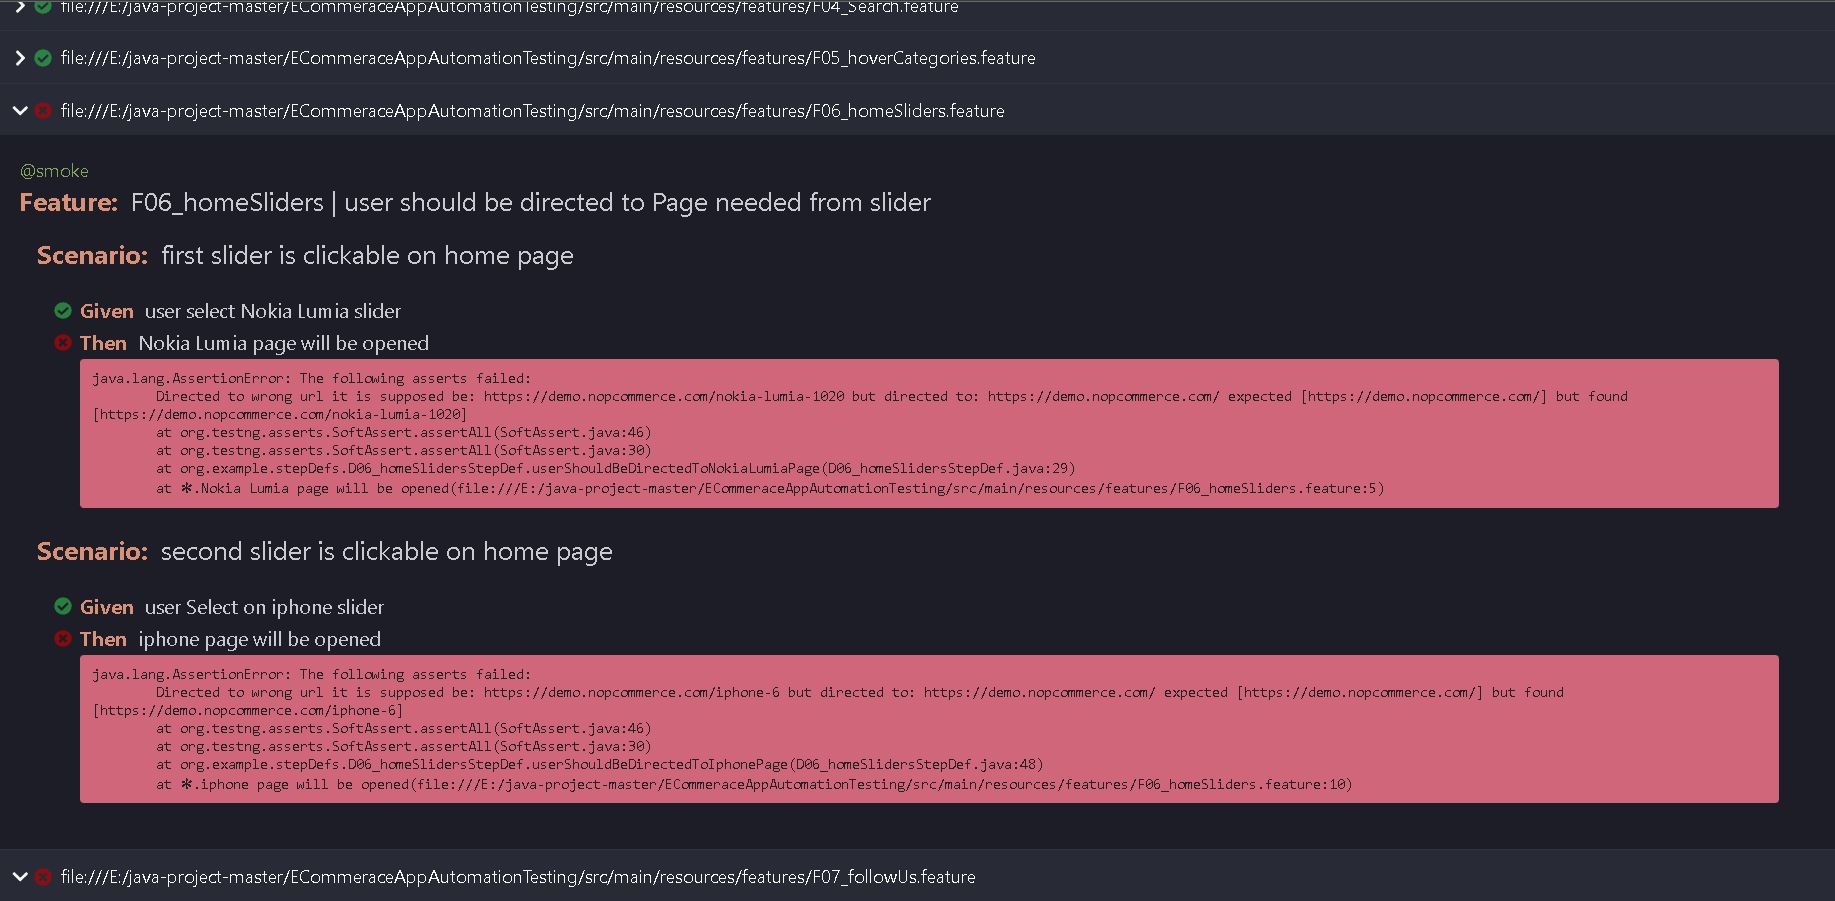 file:///E:/java-project-master/ECommeraceAppAutomationTesting/src/main/resources/features/F04_Search.feature
file:///E:/java-project-master/ECommeraceAppAutomationTesting/src/main/resources/features/F05_hoverCategories.feature
file:///E:/java-project-master/ECommeraceAppAutomationTesting/src/main/resources/features/F06_homeSliders.feature
@smoke
Feature: F06_homeSliders | user should be directed to Page needed from slider
Scenario: first slider is clickable on home page
Given user select Nokia Lumia slider
Then Nokia Lumia page will be opened
java.lang.AssertionError: The following asserts failed:
Directed to wrong url it is supposed be: https://demo.nopcommerce.com/nokia-lumia-1020 but directed to: https://demo.nopcommerce.com/ expected [https://demo.nopcommerce.com/] but found
[https://demo.nopcommerce.com/nokia-lumia-1020]
at org.testng.asserts.SoftAssert.assertAll(SoftAssert.java:46)
at org.testng.asserts.SoftAssert.assertAll(SoftAssert.java:30)
at org.example.stepDefs.D06_homeSlidersStepDef.userShouldBeDirectedToNokiaLumiaPage(D06_homeSlidersStepDef.java:29)
at ✻.Nokia Lumia page will be opened(file:///E:/java-project-master/ECommeraceAppAutomationTesting/src/main/resources/features/F06_homeSliders.feature:5)
Scenario: second slider is clickable on home page
Given user Select on iphone slider
Then iphone page will be opened
java.lang.AssertionError: The following asserts failed:
Directed to wrong url it is supposed be: https://demo.nopcommerce.com/iphone-6 but directed to: https://demo.nopcommerce.com/ expected [https://demo.nopcommerce.com/] but found
[https://demo.nopcommerce.com/iphone-6]
at org.testng.asserts.SoftAssert.assertAll(SoftAssert.java:46)
at org.testng.asserts.SoftAssert.assertAll(SoftAssert.java:30)
at org.example.stepDefs.D06_homeSlidersStepDef.userShouldBeDirectedToIphonePage(D06_homeSlidersStepDef.java:48)
at ✻.iphone page will be opened(file:///E:/java-project-master/ECommeraceAppAutomationTesting/src/main/resources/features/F06_homeSliders.feature:10)
file:///E:/java-project-master/ECommeraceAppAutomationTesting/src/main/resources/features/F07_followUs.feature